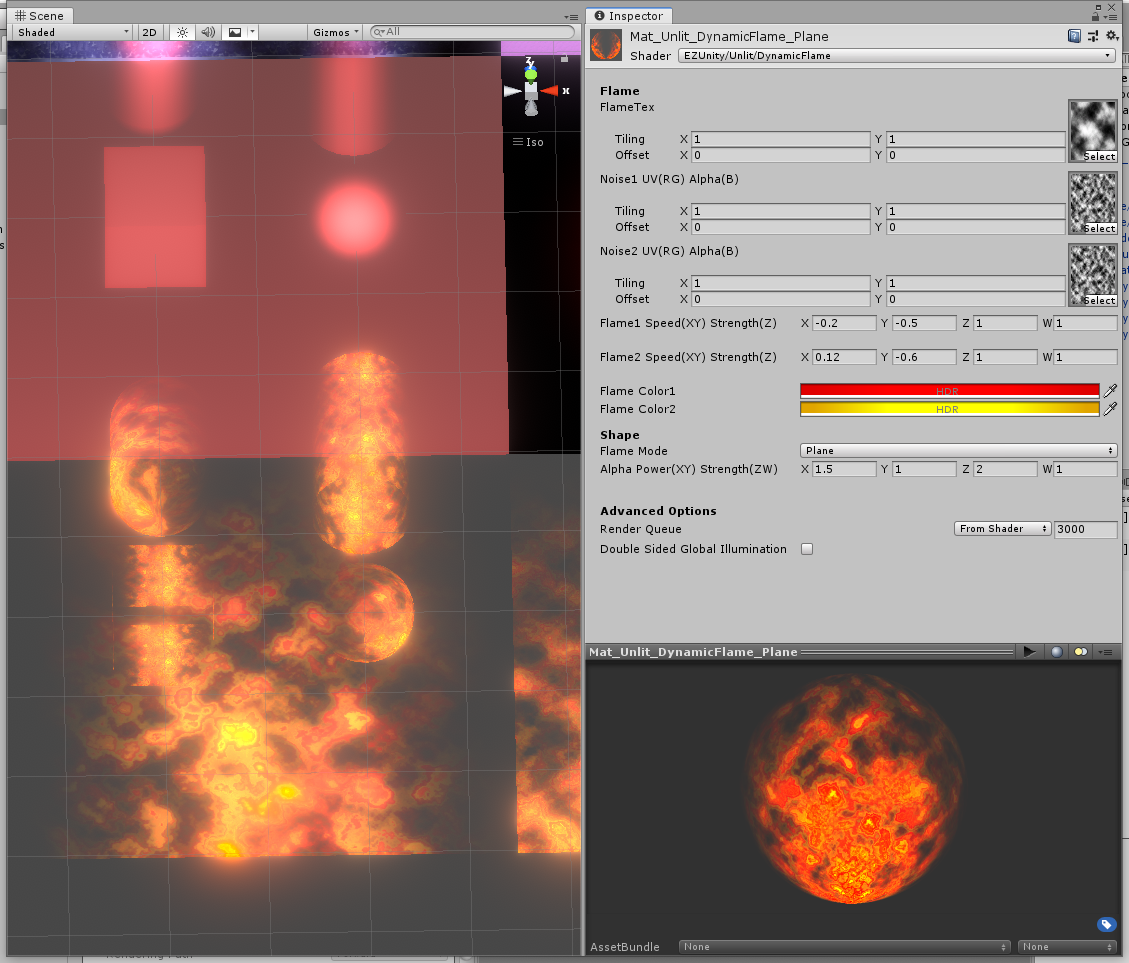 Scene
Shaded 2D Gizmos All
y
x
Iso
Inspector
Mat_Unlit_DynamicFlame_Plane
Shader EZUnity/Unlit/DynamicFlame
Flame
FlameTex
Tiling X 1 Y 1
Offset X 0 Y 0
Select
Noise1 UV(RG) Alpha(B)
Tiling X 1 Y 1
Offset X 0 Y 0
Select
Noise2 UV(RG) Alpha(B)
Tiling X 1 Y 1
Offset X 0 Y 0
Select
Flame1 Speed(XY) Strength(Z) X -0.2 Y -0.5 Z 1 W 1
Flame2 Speed(XY) Strength(Z) X 0.12 Y -0.6 Z 1 W 1
Flame Color1 HDR
Flame Color2 HDR
Shape
Flame Mode Plane
Alpha Power(XY) Strength(ZW) X 1.5 Y 1 Z 2 W 1
Advanced Options
Render Queue From Shader 3000
Double Sided Global Illumination
Mat_Unlit_DynamicFlame_Plane
AssetBundle None None